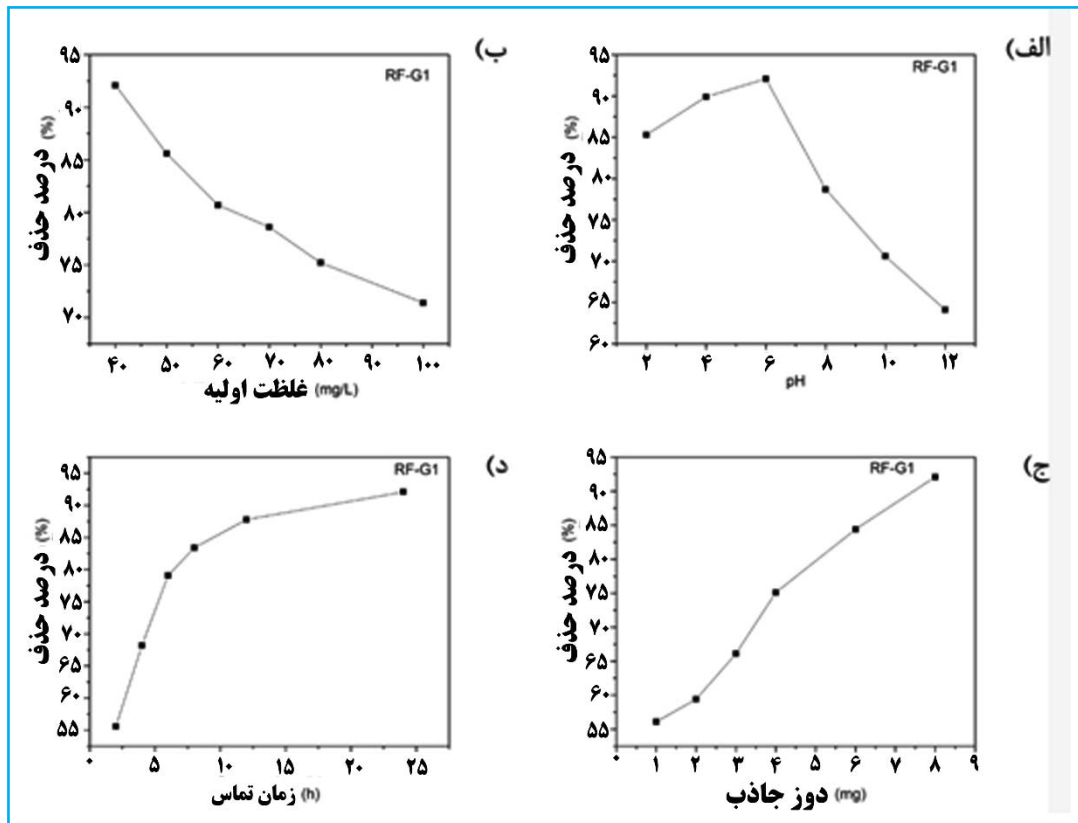 الف)
RF-G1
درصد حذف (%)
۹۵
۹۰
۸۵
۸۰
۷۵
۷۰
۶۵
۶۰
۲ ۴ ۶ ۸ ۱۰ ۱۲
pH
ب)
RF-G1
درصد حذف (%)
۹۵
۹۰
۸۵
۸۰
۷۵
۷۰
۴۰ ۵۰ ۶۰ ۷۰ ۸۰ ۹۰ ۱۰۰
غلظت اولیه (mg/L)
ج)
RF-G1
درصد حذف (%)
۹۵
۹۰
۸۵
۸۰
۷۵
۷۰
۶۵
۶۰
۵۵
۱ ۲ ۳ ۴ ۵ ۶ ۷ ۸ ۹
دوز جاذب (mg)
د)
RF-G1
درصد حذف (%)
۹۵
۹۰
۸۵
۸۰
۷۵
۷۰
۶۵
۶۰
۵۵
۰ ۵ ۱۰ ۱۵ ۲۰ ۲۵
زمان تماس (h)